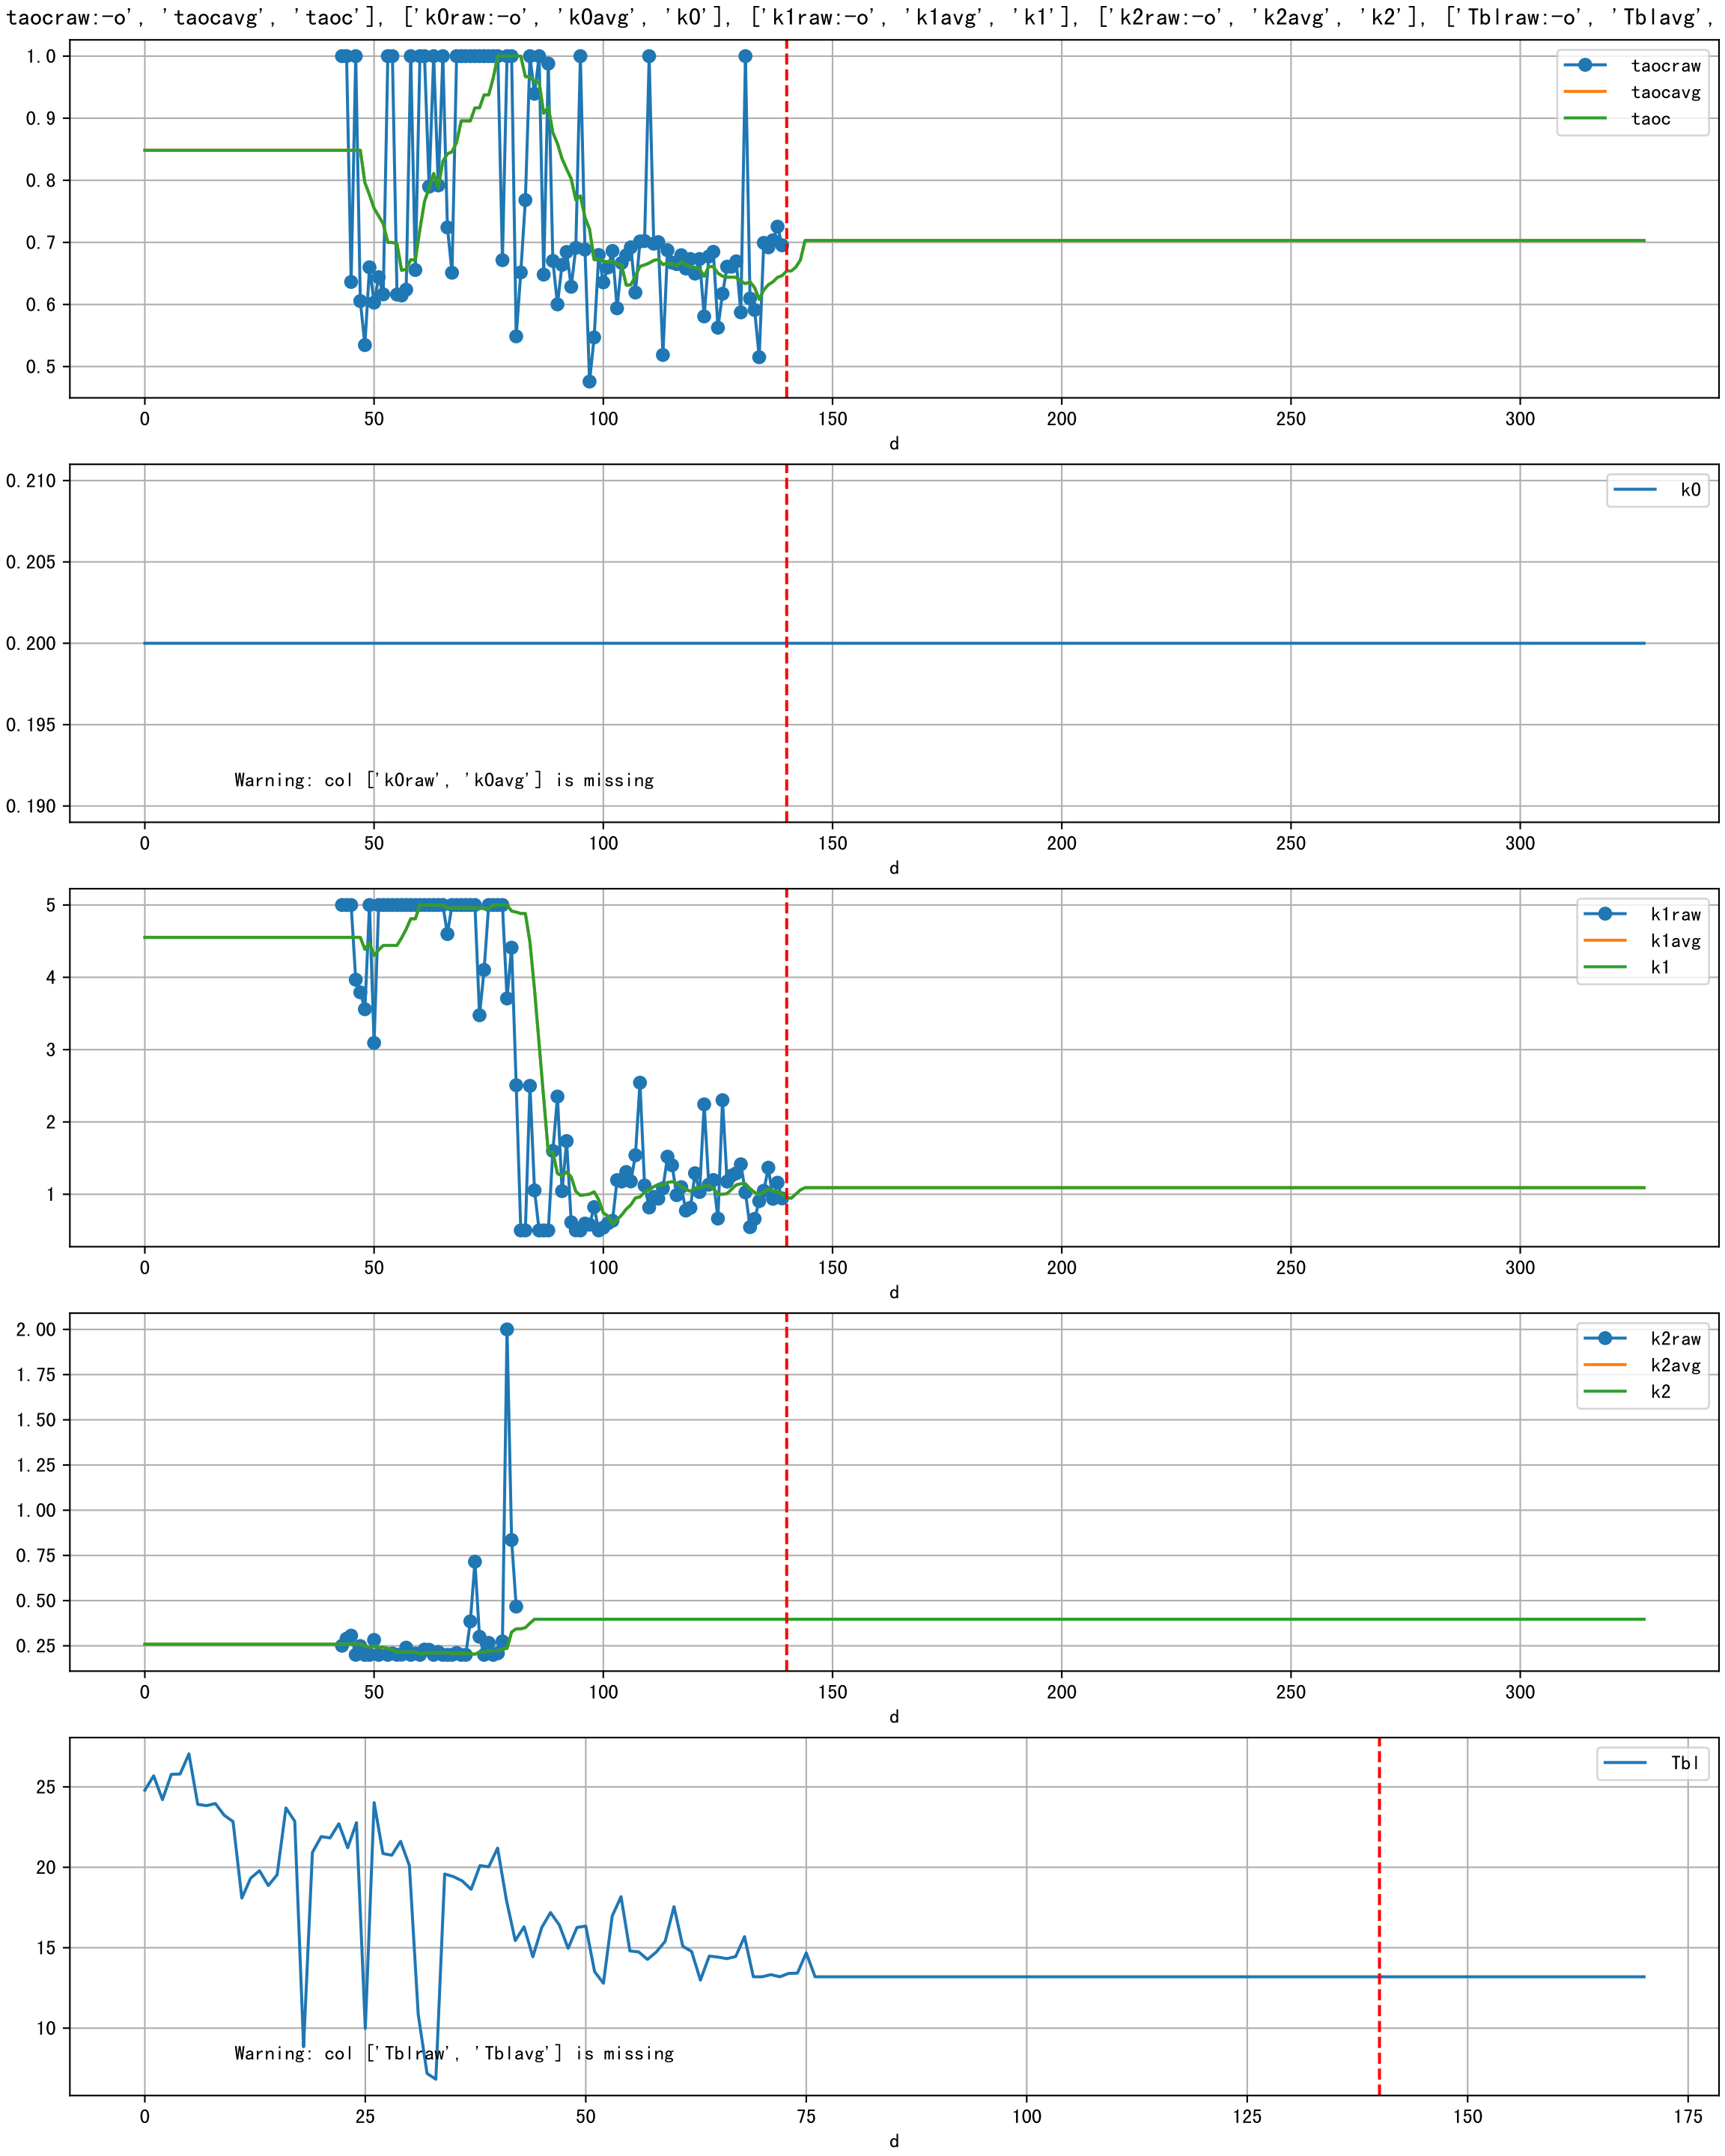 taocraw:-o', 'taocavg', 'taoc'], ['k0raw:-o', 'k0avg', 'k0'], ['k1raw:-o', 'k1avg', 'k1'], ['k2raw:-o', 'k2avg', 'k2'], ['Tblraw:-o', 'Tblavg',
1.0
0.9
0.8
0.7
0.6
0.5
taocraw
taocavg
taoc
0 50 100 150 200 250 300
d
0.210
0.205
0.200
0.195
0.190
k0
Warning: col ['k0raw', 'k0avg'] is missing
0 50 100 150 200 250 300
d
5
4
3
2
1
k1raw
k1avg
k1
0 50 100 150 200 250 300
d
2.00
1.75
1.50
1.25
1.00
0.75
0.50
0.25
k2raw
k2avg
k2
0 50 100 150 200 250 300
d
25
20
15
10
Tbl
Warning: col ['Tblraw', 'Tblavg'] is missing
0 25 50 75 100 125 150 175
d